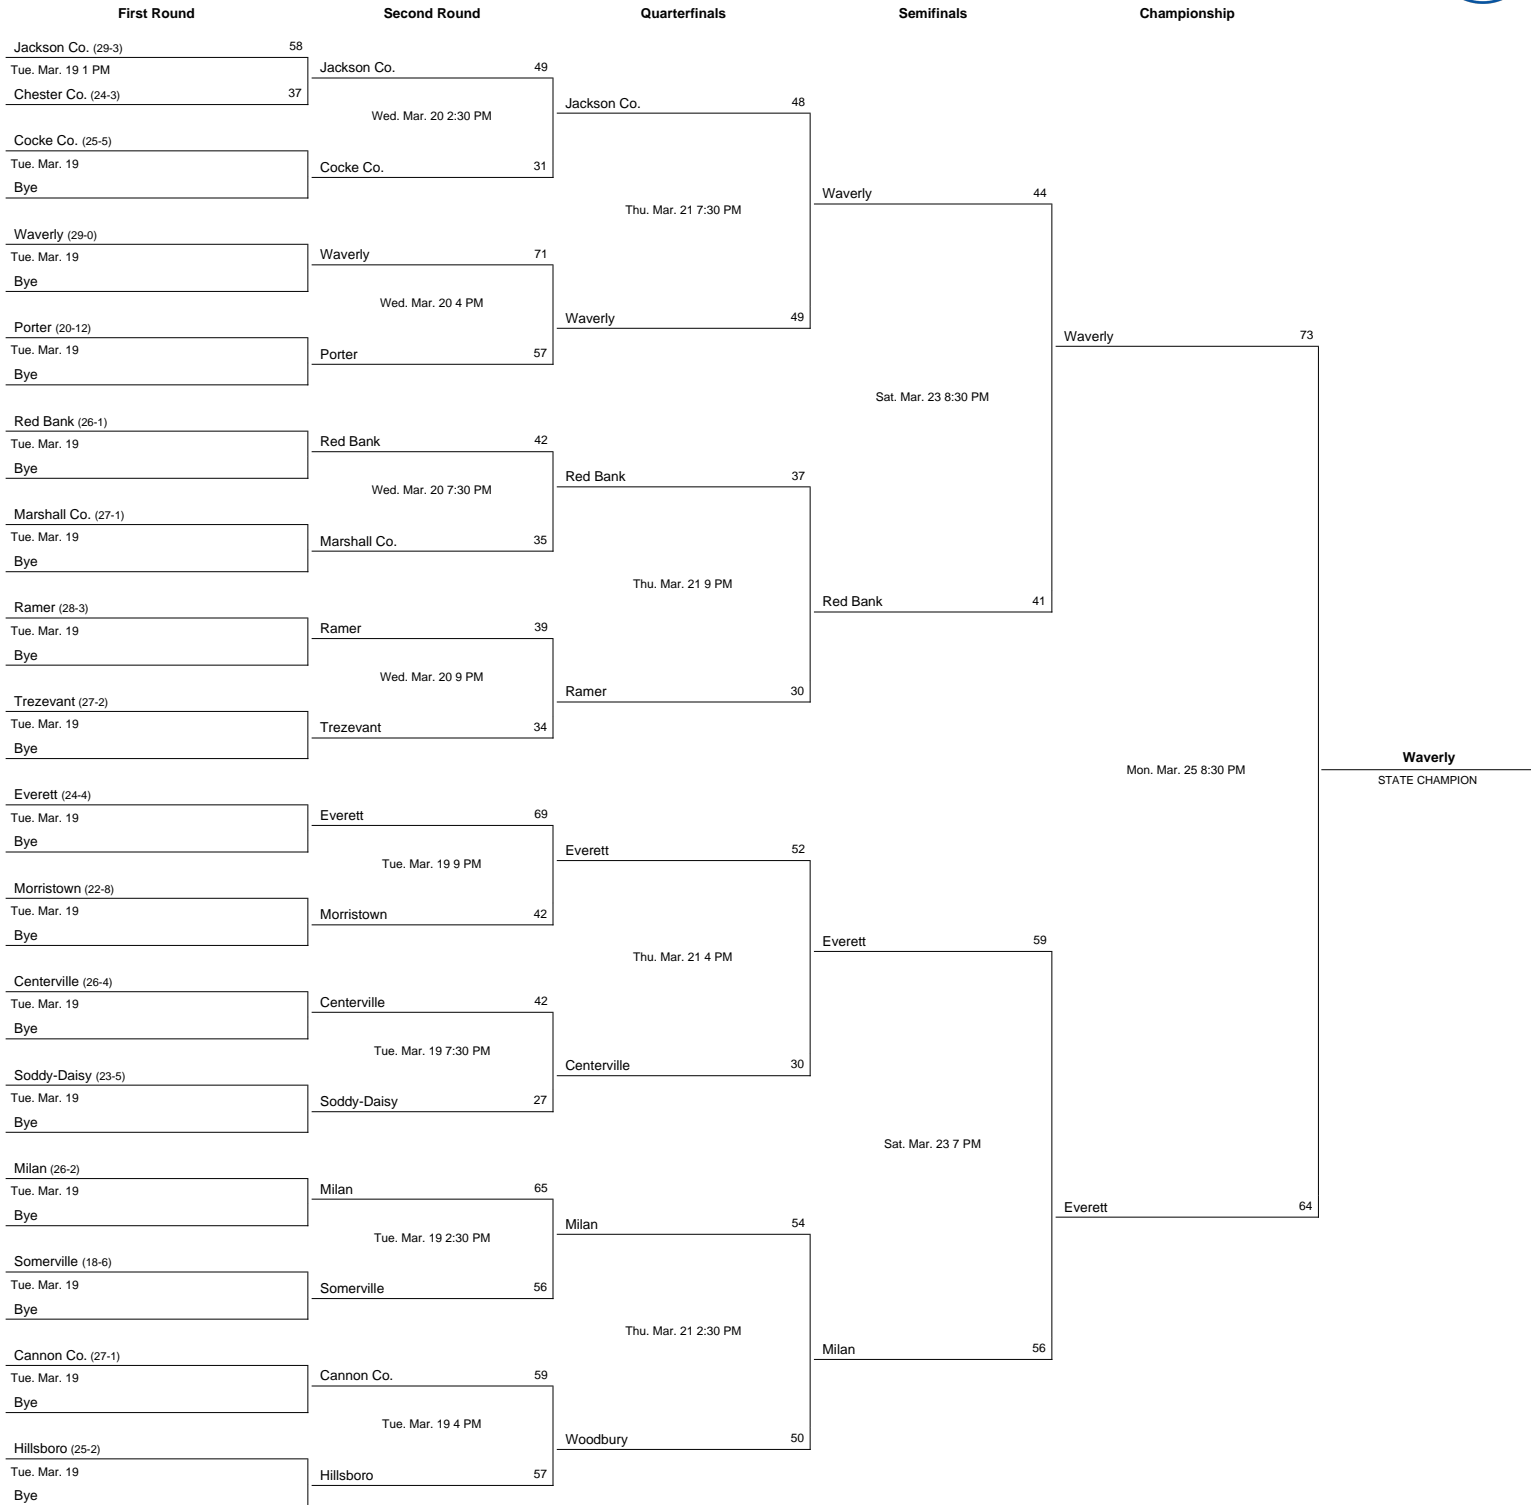 First Round
Second Round
Quarterfinals
Semifinals
Championship
Jackson Co. (29-3) 58
Tue. Mar. 19 1 PM
Chester Co. (24-3) 37
Cocke Co. (25-5)
Tue. Mar. 19
Bye
Waverly (29-0)
Tue. Mar. 19
Bye
Porter (20-12)
Tue. Mar. 19
Bye
Red Bank (26-1)
Tue. Mar. 19
Bye
Marshall Co. (27-1)
Tue. Mar. 19
Bye
Ramer (28-3)
Tue. Mar. 19
Bye
Trezevant (27-2)
Tue. Mar. 19
Bye
Everett (24-4)
Tue. Mar. 19
Bye
Morristown (22-8)
Tue. Mar. 19
Bye
Centerville (26-4)
Tue. Mar. 19
Bye
Soddy-Daisy (23-5)
Tue. Mar. 19
Bye
Milan (26-2)
Tue. Mar. 19
Bye
Somerville (18-6)
Tue. Mar. 19
Bye
Cannon Co. (27-1)
Tue. Mar. 19
Bye
Hillsboro (25-2)
Tue. Mar. 19
Bye
Jackson Co. 49
Wed. Mar. 20 2:30 PM
Cocke Co. 31
Waverly 71
Wed. Mar. 20 4 PM
Porter 57
Red Bank 42
Wed. Mar. 20 7:30 PM
Marshall Co. 35
Ramer 39
Wed. Mar. 20 9 PM
Trezevant 34
Everett 69
Tue. Mar. 19 9 PM
Morristown 42
Centerville 42
Tue. Mar. 19 7:30 PM
Soddy-Daisy 27
Milan 65
Tue. Mar. 19 2:30 PM
Somerville 56
Cannon Co. 59
Tue. Mar. 19 4 PM
Hillsboro 57
Jackson Co. 48
Thu. Mar. 21 7:30 PM
Waverly 49
Red Bank 37
Thu. Mar. 21 9 PM
Ramer 30
Everett 52
Thu. Mar. 21 4 PM
Centerville 30
Milan 54
Thu. Mar. 21 2:30 PM
Woodbury 50
Waverly 44
Sat. Mar. 23 8:30 PM
Red Bank 41
Everett 59
Sat. Mar. 23 7 PM
Milan 56
Waverly 73
Mon. Mar. 25 8:30 PM
Everett 64
Waverly
STATE CHAMPION